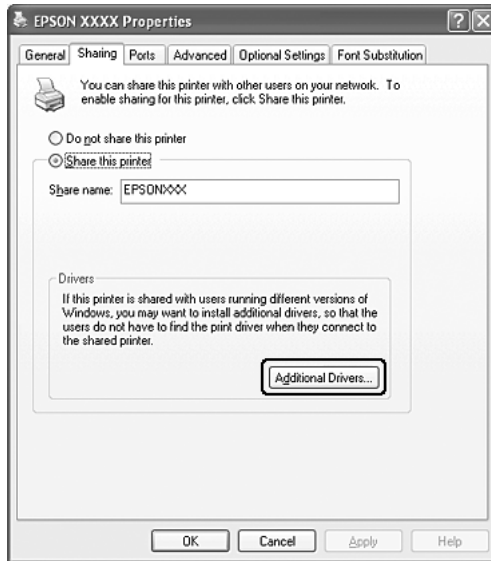 EPSON XXXX Properties
General Sharing Ports Advanced Optional Settings Font Substitution
You can share this printer with other users on your network. To
enable sharing for this printer, click Share this printer.
Do not share this printer
Share this printer
Share name: EPSONXXX
Drivers
If this printer is shared with users running different versions of
Windows, you may want to install additional drivers, so that the
users do not have to find the print driver when they connect to
the shared printer.
Additional Drivers...
OK Cancel Apply Help